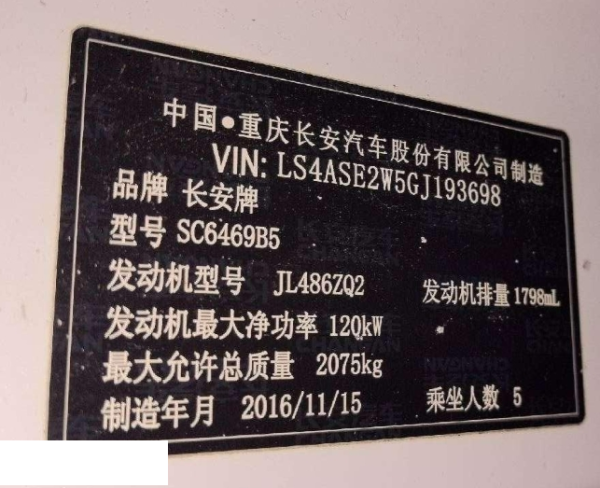 中国●重庆长安汽车股份有限公司制造
VIN: LS4ASE2W5GJ193698
品牌 长安牌
型号 SC6469B5
发动机型号 JL486ZQ2 发动机排量 1798mL
发动机最大净功率 120kW
最大允许总质量 2075kg
制造年月 2016/11/15 乘坐人数 5